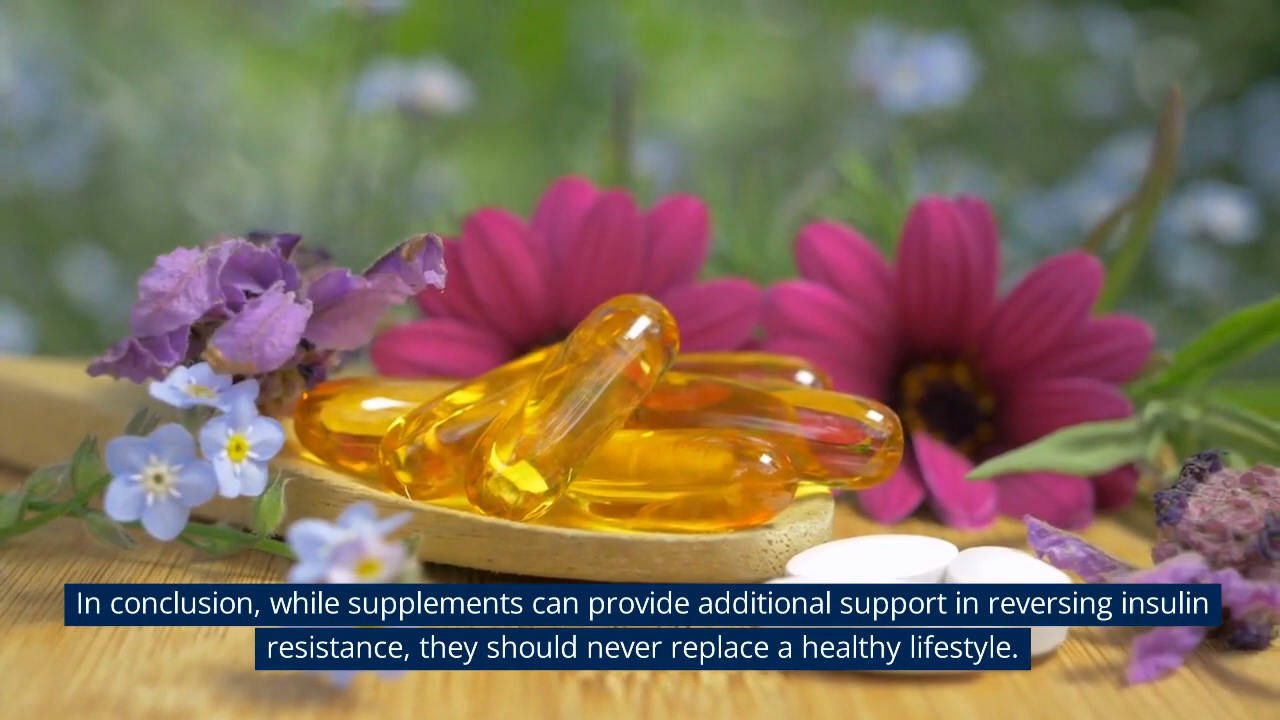 In conclusion, while supplements can provide additional support in reversing insulin
resistance, they should never replace a healthy lifestyle.